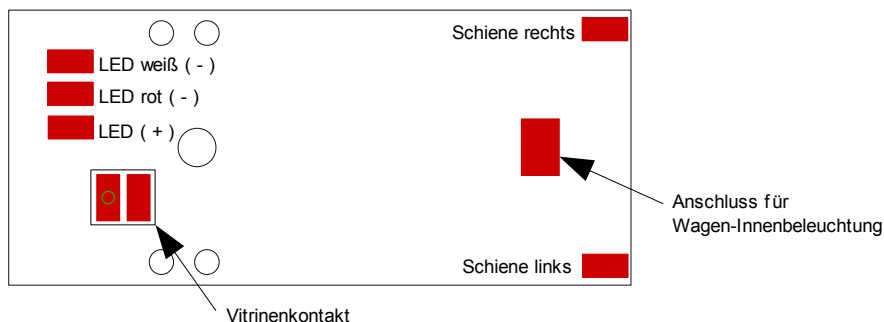 Schiene rechts
LED weiß ( - )
LED rot ( - )
LED ( + )
Anschluss für
Wagen-Innenbeleuchtung
Schiene links
Vitrinenkontakt